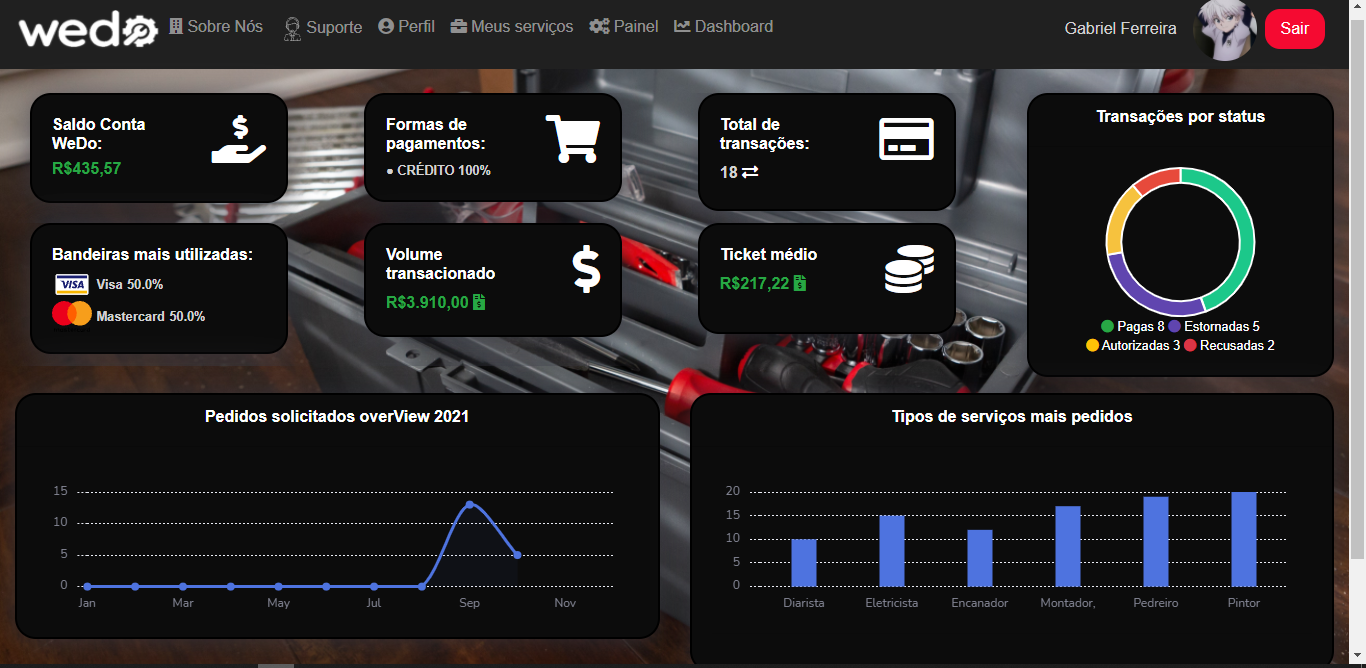 wedo
Sobre Nós
Suporte
Perfil
Meus serviços
Painel
Dashboard
Gabriel Ferreira
Sair
Saldo Conta
WeDo:
R$435,57
Formas de
pagamentos:
● CRÉDITO 100%
Total de
transações:
18
Transações por status
Pagas 8 Estornadas 5
Autorizadas 3 Recusadas 2
Bandeiras mais utilizadas:
VISA Visa 50.0%
Mastercard 50.0%
Volume
transacionado
R$3.910,00
Ticket médio
R$217,22
Pedidos solicitados overView 2021
15
10
5
0
Jan Mar May Jul Sep Nov
Tipos de serviços mais pedidos
20
15
10
5
0
Diarista Eletricista Encanador Montador, Pedreiro Pintor